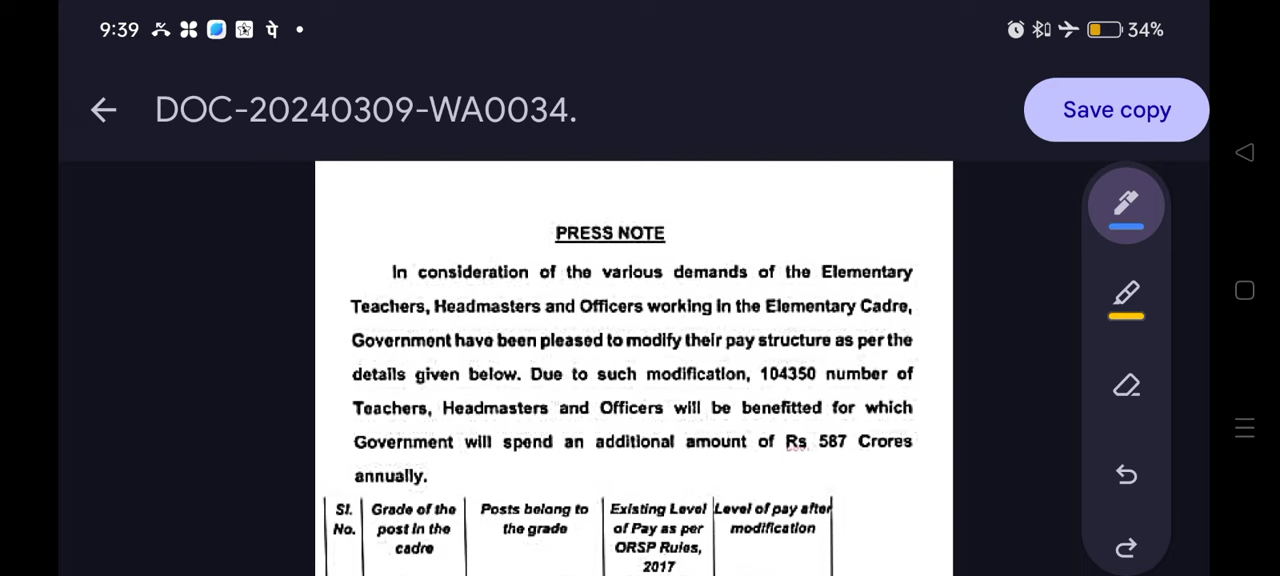 9:39 पे 34%
DOC-20240309-WA0034.
Save copy
PRESS NOTE
In consideration of the various demands of the Elementary
Teachers, Headmasters and Officers working in the Elementary Cadre,
Government have been pleased to modify their pay structure as per the
details given below. Due to such modification, 104350 number of
Teachers, Headmasters and Officers will be benefitted for which
Government will spend an additional amount of Rs 587 Crores
annually.
Sl. Grade of the Posts belong to Existing Level Level of pay after
No. post in the the grade of Pay as per modification
cadre ORSP Rules,
2017